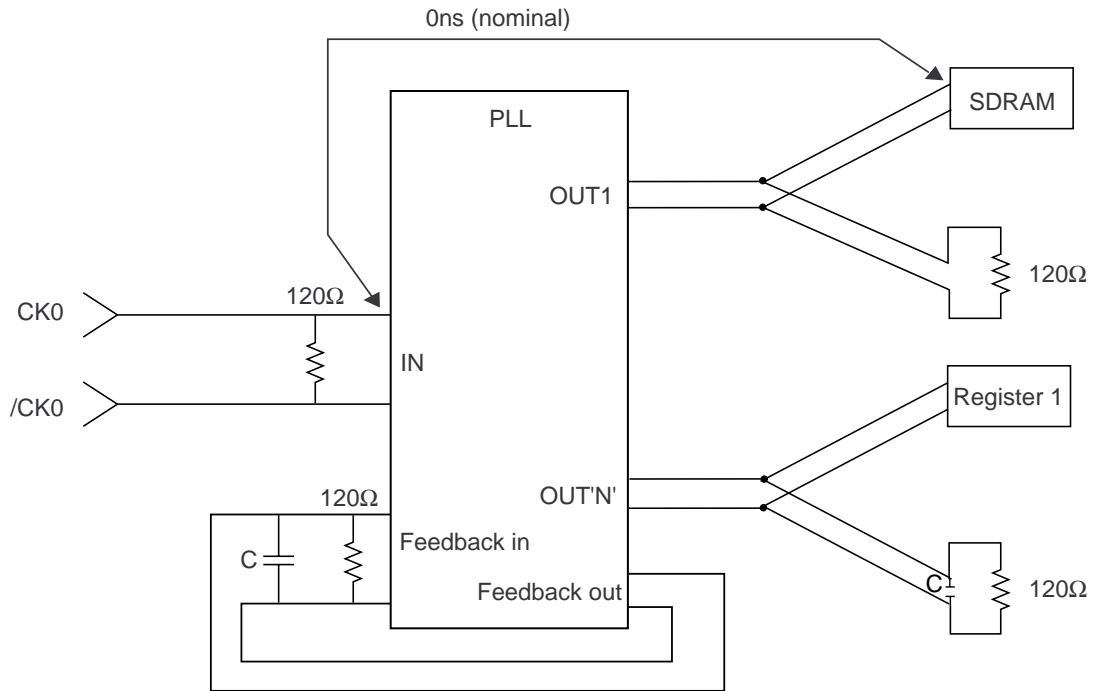 0ns (nominal)
PLL
SDRAM
OUT1
120Ω
120Ω
CK0
IN
/CK0
Register 1
120Ω
OUT'N'
Feedback in
C
C
120Ω
Feedback out